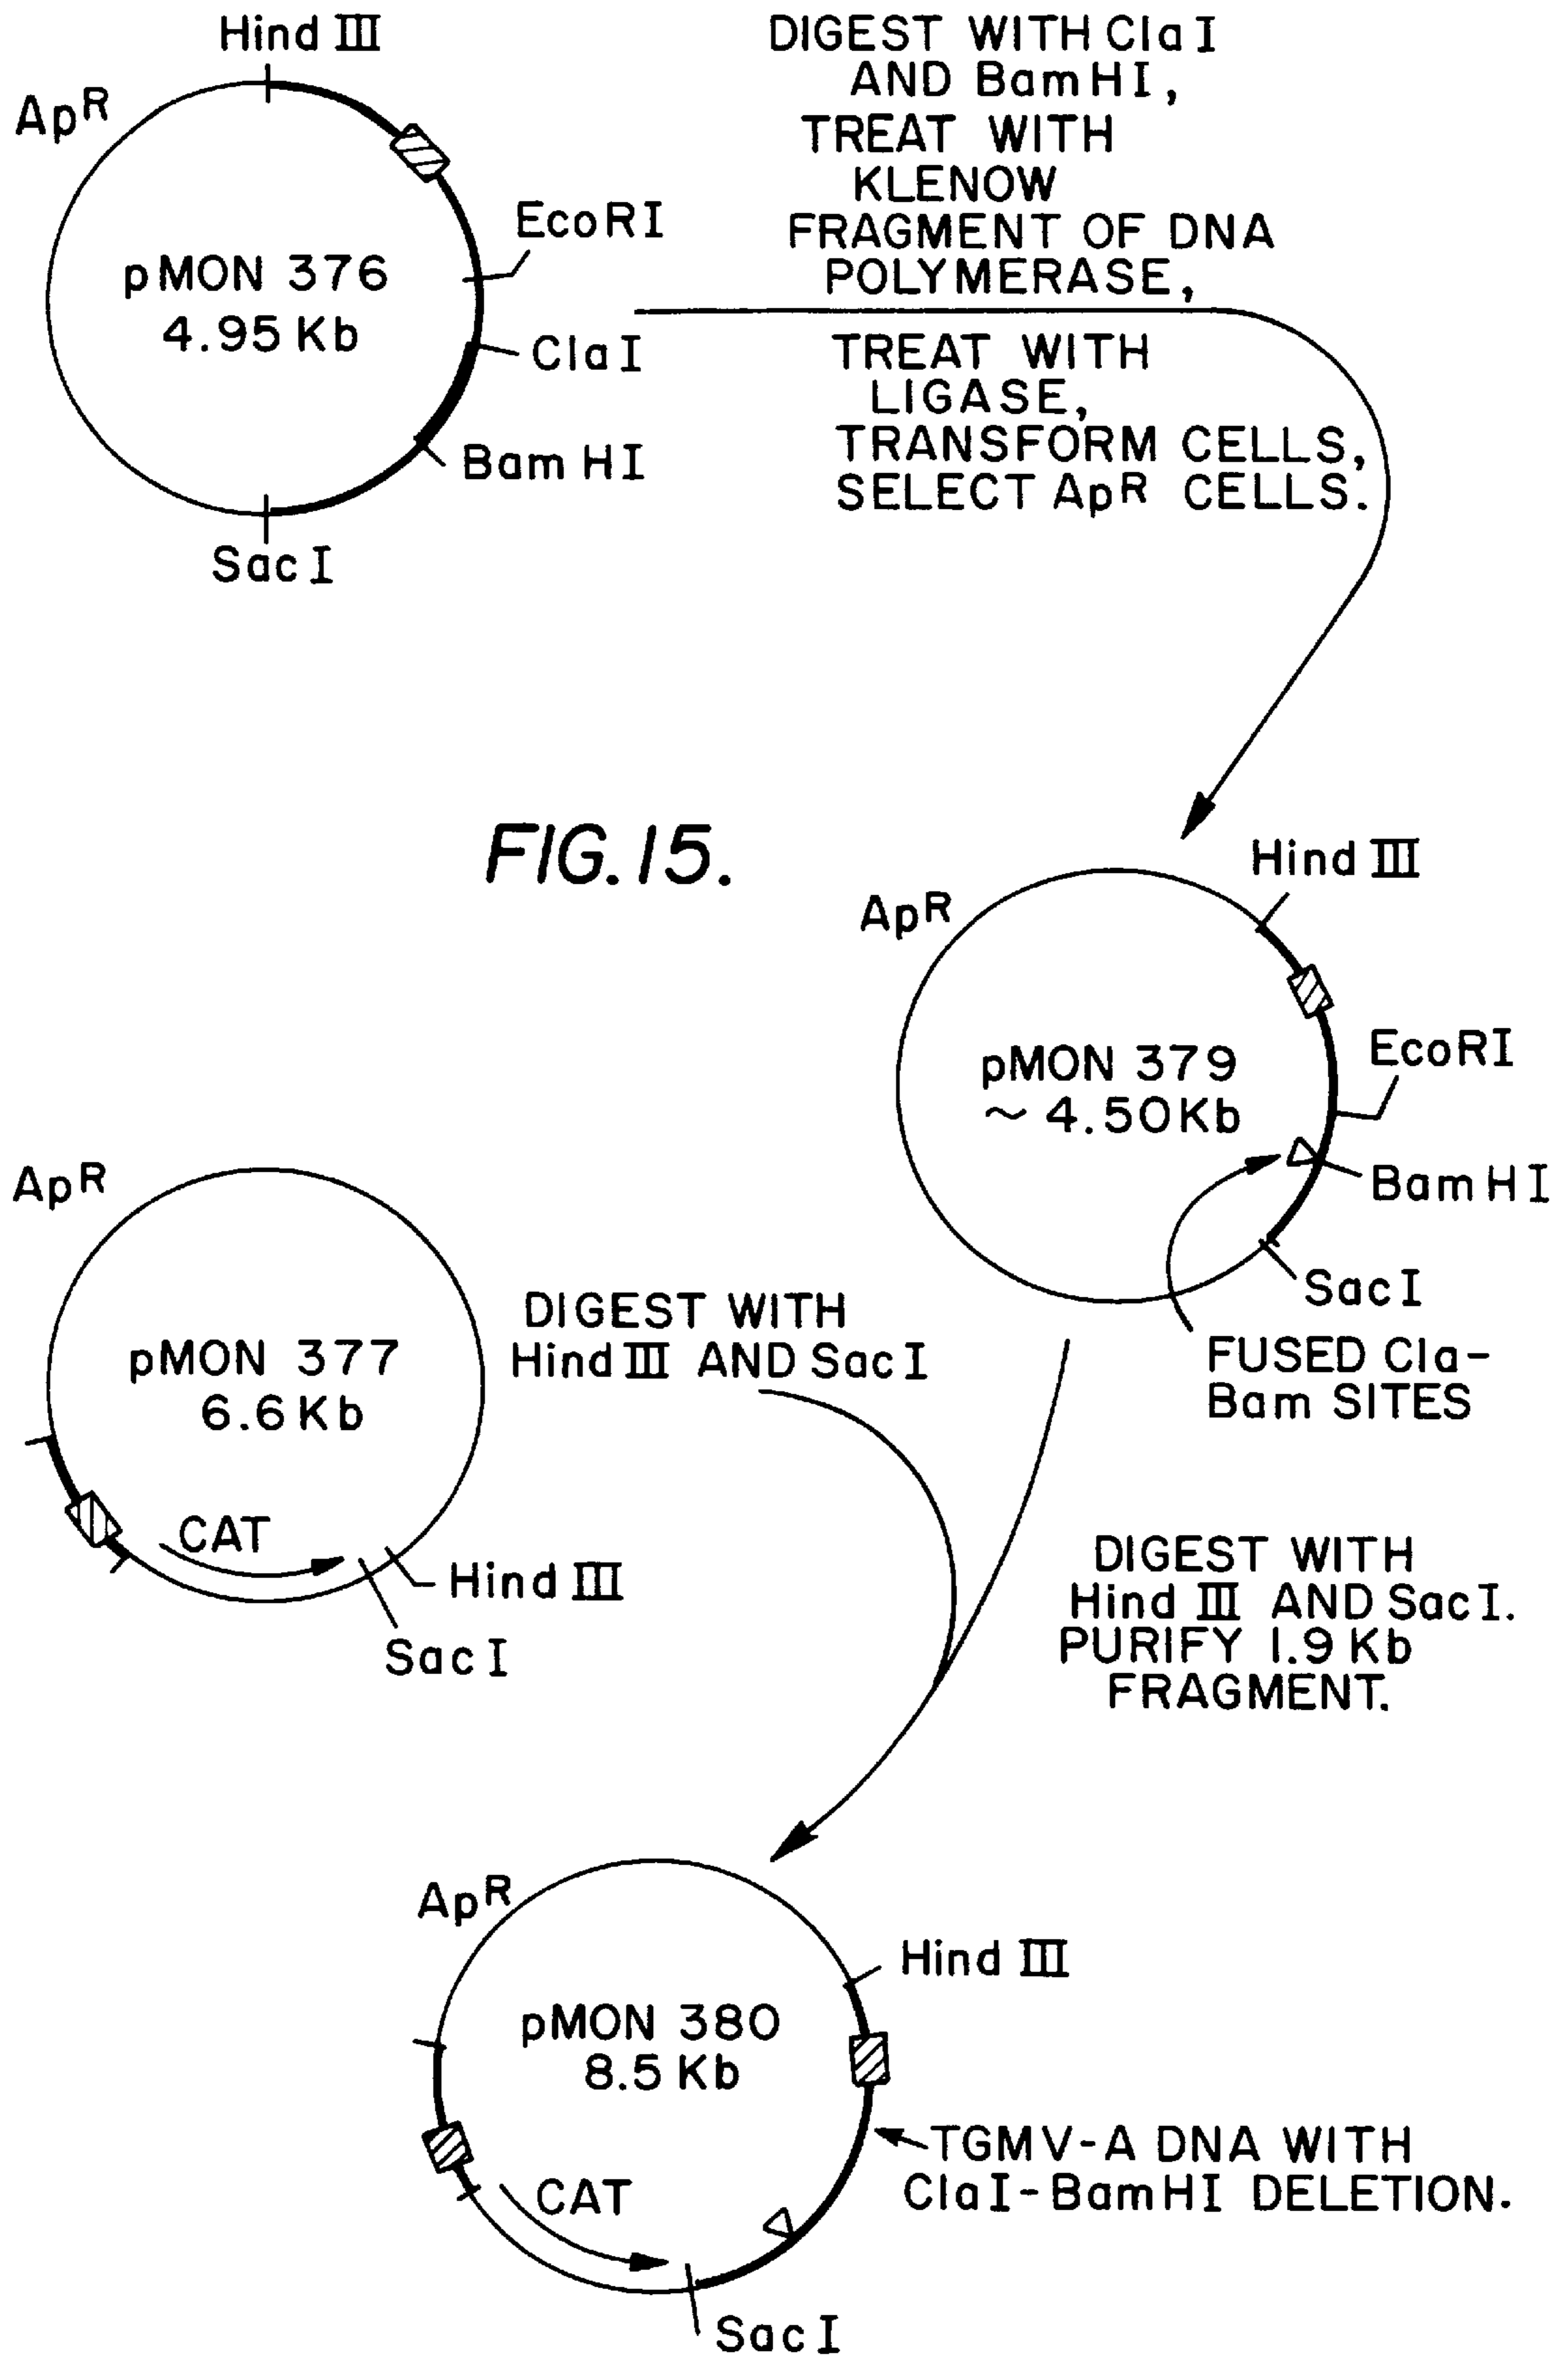 Hind III
ApR
EcoRI
pMON 376
4.95 Kb
ClaI
Bam HI
SacI
DIGEST WITH ClaI
AND BamHI,
TREAT WITH
KLENOW
FRAGMENT OF DNA
POLYMERASE,
TREAT WITH
LIGASE,
TRANSFORM CELLS,
SELECT ApR CELLS.
FIG. 15.
Hind III
ApR
pMON 379
~ 4.50Kb
EcoRI
BamHI
SacI
FUSED Cla-
Bam SITES
ApR
pMON 377
6.6 Kb
CAT
Hind III
SacI
DIGEST WITH
Hind III AND SacI
DIGEST WITH
Hind III AND SacI.
PURIFY 1.9 Kb
FRAGMENT.
ApR
Hind III
pMON 380
8.5 Kb
TGMV-A DNA WITH
ClaI-BamHI DELETION.
CAT
SacI